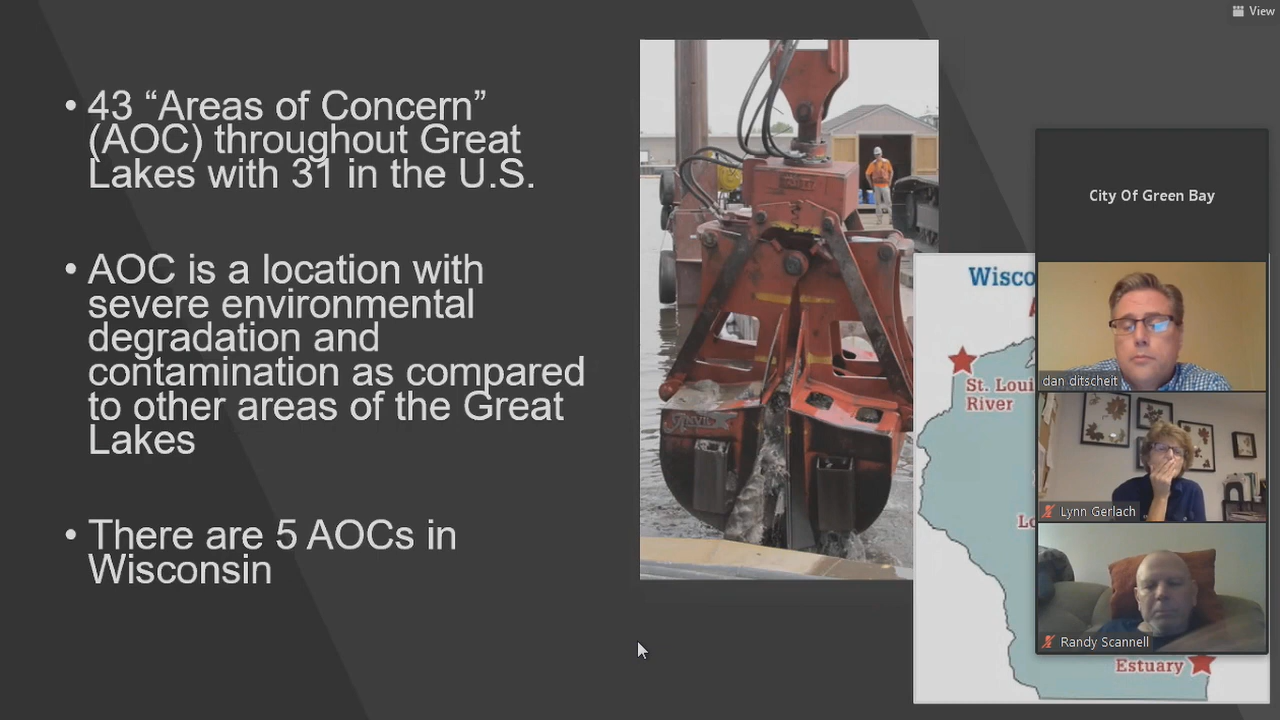 View
• 43 “Areas of Concern”
(AOC) throughout Great
Lakes with 31 in the U.S.
• AOC is a location with
severe environmental
degradation and
contamination as compared
to other areas of the Great
Lakes
• There are 5 AOCs in
Wisconsin
Wisco
A
St. Loui
River
Lo
Estuary
City Of Green Bay
dan ditscheit
Lynn Gerlach
Randy Scannell